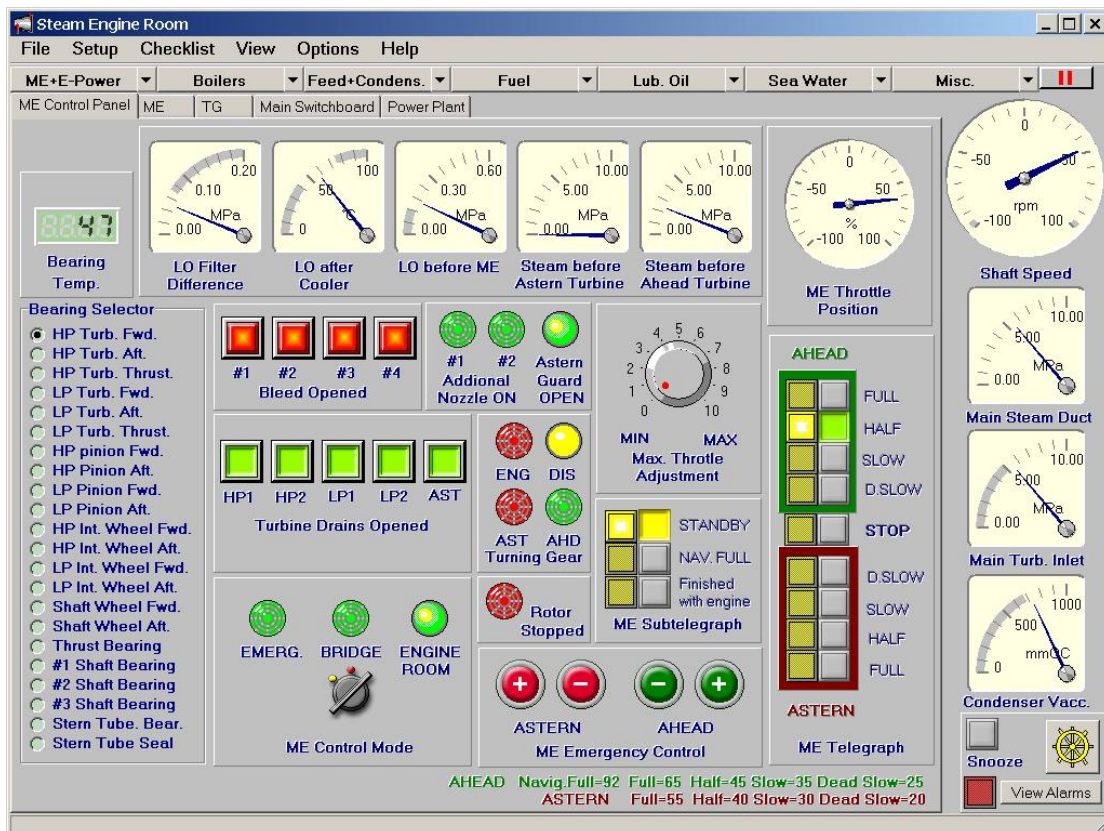 Steam Engine Room
File Setup Checklist View Options Help
ME+E-Power Boilers Feed+Condens. Fuel Lub. Oil Sea Water Misc.
ME Control Panel ME TG Main Switchboard Power Plant
47
Bearing
Temp.
0.00 0.10 0.20 MPa
LO Filter
Difference
0 50 100 °C
LO after
Cooler
0.00 0.30 0.60 MPa
LO before ME
0.00 5.00 10.00 MPa
Steam before
Astern Turbine
0.00 5.00 10.00 MPa
Steam before
Ahead Turbine
-100 -50 0 50 100 %
ME Throttle
Position
-100 -50 0 50 100 rpm
Shaft Speed
Bearing Selector
HP Turb. Fwd.
HP Turb. Aft.
HP Turb. Thrust.
LP Turb. Fwd.
LP Turb. Aft.
LP Turb. Thrust.
HP pinion Fwd.
HP Pinion Aft.
LP Pinion Fwd.
LP Pinion Aft.
HP Int. Wheel Fwd.
HP Int. Wheel Aft.
LP Int. Wheel Fwd.
LP Int. Wheel Aft.
Shaft Wheel Fwd.
Shaft Wheel Aft.
Thrust Bearing
#1 Shaft Bearing
#2 Shaft Bearing
#3 Shaft Bearing
Stern Tube. Bear.
Stern Tube Seal
#1 #2 #3 #4
Bleed Opened
#1 #2 Astern
Addional Guard
Nozzle ON OPEN
0 1 2 3 4 5 6 7 8 9 10
MIN MAX
Max. Throtle
Adjustment
HP1 HP2 LP1 LP2 AST
Turbine Drains Opened
ENG DIS
AST AHD
Turning Gear
Rotor
Stopped
STANDBY
NAV. FULL
Finished
with engine
ME Subtelegraph
EMERG. BRIDGE ENGINE
ROOM
ME Control Mode
+ - - +
ASTERN AHEAD
ME Emergency Control
AHEAD
FULL
HALF
SLOW
D.SLOW
STOP
D.SLOW
SLOW
HALF
FULL
ASTERN
ME Telegraph
0.00 5.00 10.00 MPa
Main Steam Duct
0.00 5.00 10.00 MPa
Main Turb. Inlet
0 500 1000
Condenser Vacc.
Snooze
View Alarms
AHEAD Navig.Full=92 Full=65 Half=45 Slow=35 Dead Slow=25
ASTERN Full=55 Half=40 Slow=30 Dead Slow=20